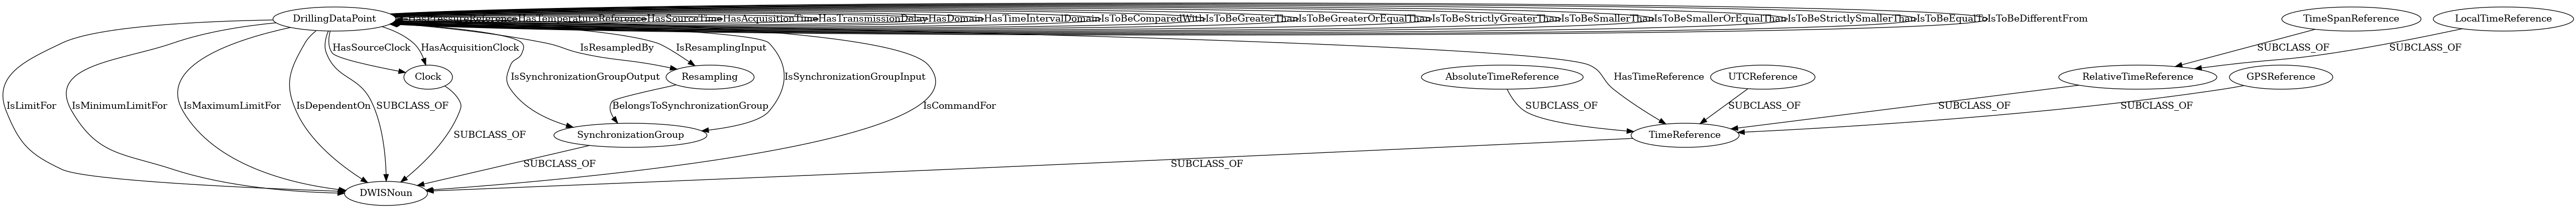 DrillingDataPoint
HasPressureReference
HasTemperatureReference
HasSourceTime
HasAcquisitionTime
HasTransmissionDelay
HasDomain
HasTimeIntervalDomain
IsToBeComparedWith
IsToBeGreaterThan
IsToBeGreaterOrEqualThan
IsToBeStrictlyGreaterThan
IsToBeSmallerThan
IsToBeSmallerOrEqualThan
IsToBeStrictlySmallerThan
IsToBeEqualTo
IsToBeDifferentFrom
TimeSpanReference
LocalTimeReference
HasSourceClock
HasAcquisitionClock
IsResampledBy
IsResamplingInput
SUBCLASS_OF
SUBCLASS_OF
Clock
IsSynchronizationGroupOutput
Resampling
IsSynchronizationGroupInput
AbsoluteTimeReference
HasTimeReference
UTCReference
RelativeTimeReference
GPSReference
IsLimitFor
IsMinimumLimitFor
IsMaximumLimitFor
IsDependentOn
SUBCLASS_OF
BelongsToSynchronizationGroup
IsCommandFor
SUBCLASS_OF
SUBCLASS_OF
SUBCLASS_OF
SUBCLASS_OF
SUBCLASS_OF
SynchronizationGroup
TimeReference
SUBCLASS_OF
SUBCLASS_OF
DWISNoun